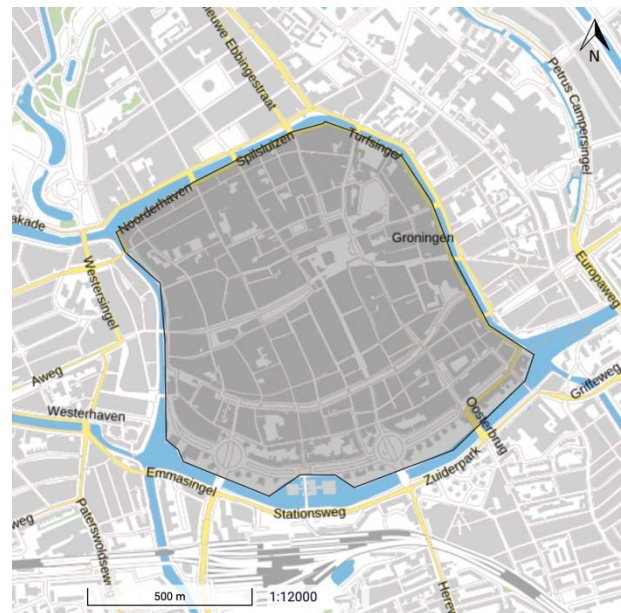 N
Nieuwe Ebbingestraat
Petrus Campersingel
Turfsingel
Spilsluizen
Noorderhaven
akade
Groningen
Westersingel
Europaweg
Aweg
Griffeweg
Westerhaven
Oosterbrug
Zuiderpark
Emmasingel
Stationsweg
weg
Paterswoldseweg
Here
500 m
1:12000